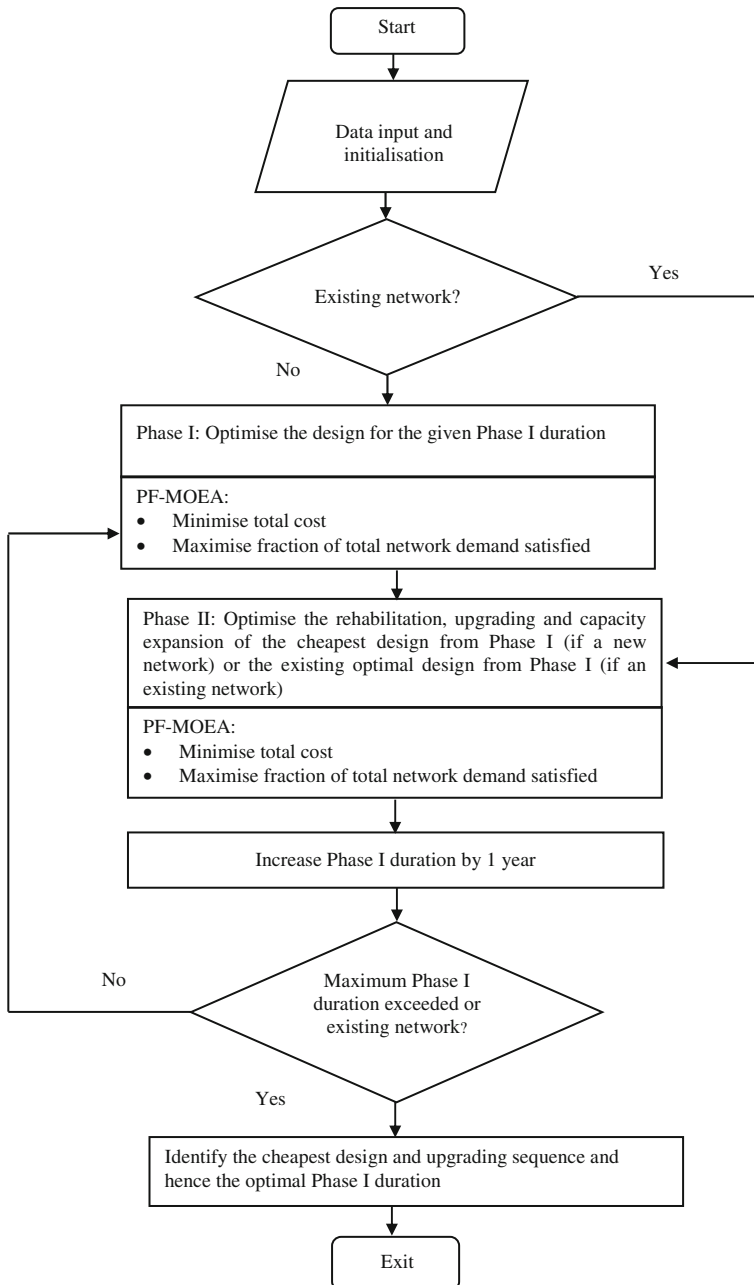 Start
Data input and
initialisation
Existing network?
Yes
No
Phase I: Optimise the design for the given Phase I duration
PF-MOEA:
• Minimise total cost
• Maximise fraction of total network demand satisfied
Phase II: Optimise the rehabilitation, upgrading and capacity
expansion of the cheapest design from Phase I (if a new
network) or the existing optimal design from Phase I (if an
existing network)
PF-MOEA:
• Minimise total cost
• Maximise fraction of total network demand satisfied
Increase Phase I duration by 1 year
No
Maximum Phase I
duration exceeded or
existing network?
Yes
Identify the cheapest design and upgrading sequence and
hence the optimal Phase I duration
Exit